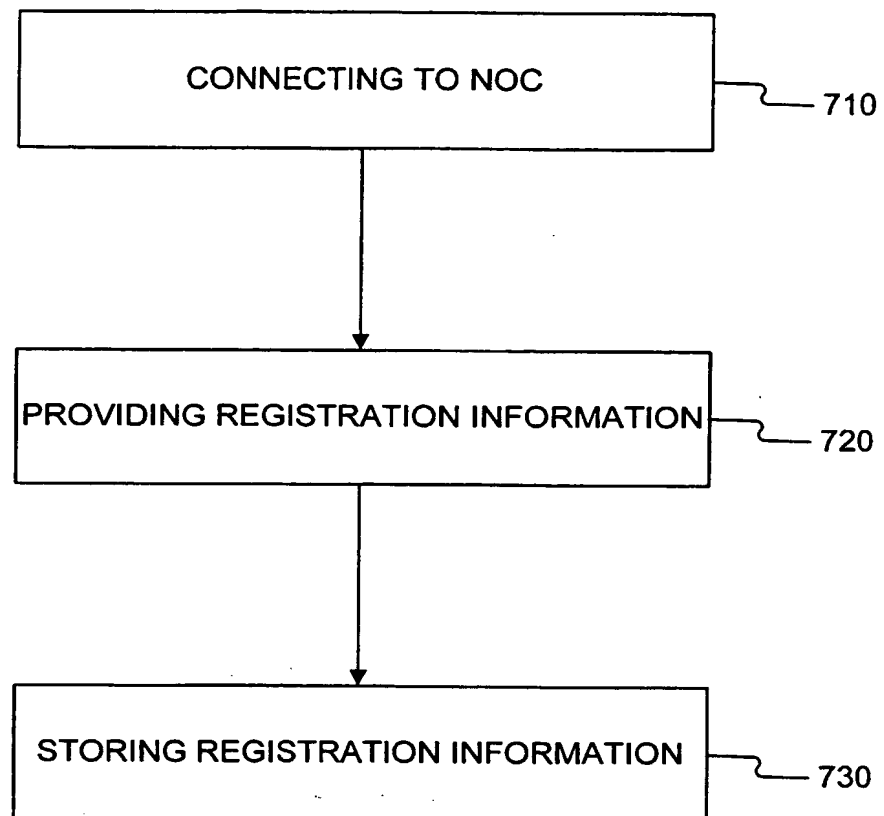 CONNECTING TO NOC
710
PROVIDING REGISTRATION INFORMATION
720
STORING REGISTRATION INFORMATION
730